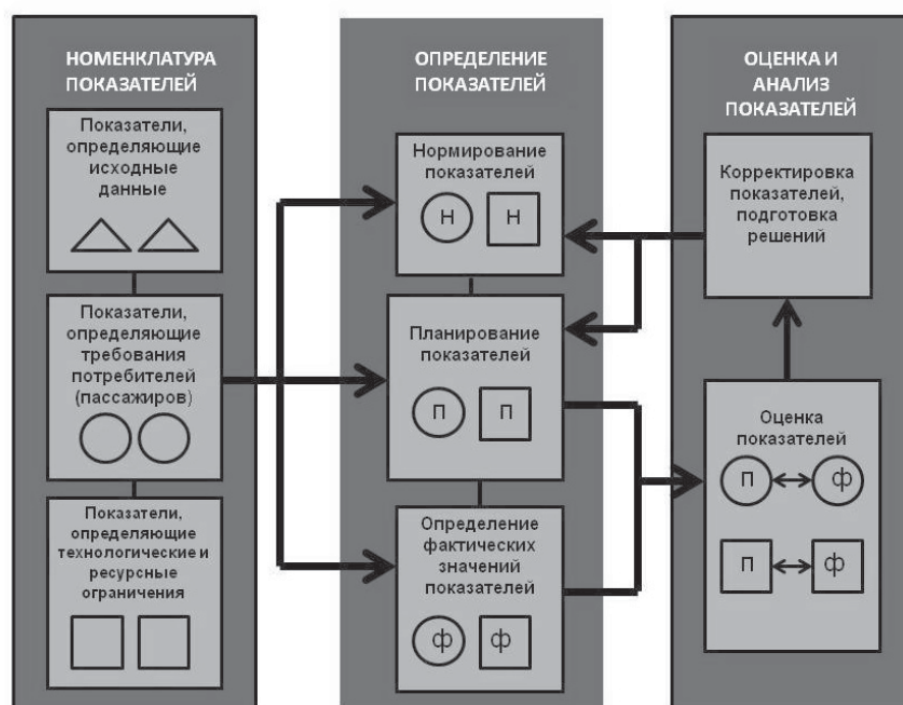 НОМЕНКЛАТУРА
ПОКАЗАТЕЛЕЙ
Показатели,
определяющие
исходные
данные
Показатели,
определяющие
требования
потребителей
(пассажиров)
Показатели,
определяющие
технологические и
ресурсные
ограничения
ОПРЕДЕЛЕНИЕ
ПОКАЗАТЕЛЕЙ
Нормирование
показателей
Н Н
Планирование
показателей
П П
Определение
фактических
значений
показателей
ф ф
ОЦЕНКА И
АНАЛИЗ
ПОКАЗАТЕЛЕЙ
Корректировка
показателей,
подготовка
решений
Оценка
показателей
П ф
П ф